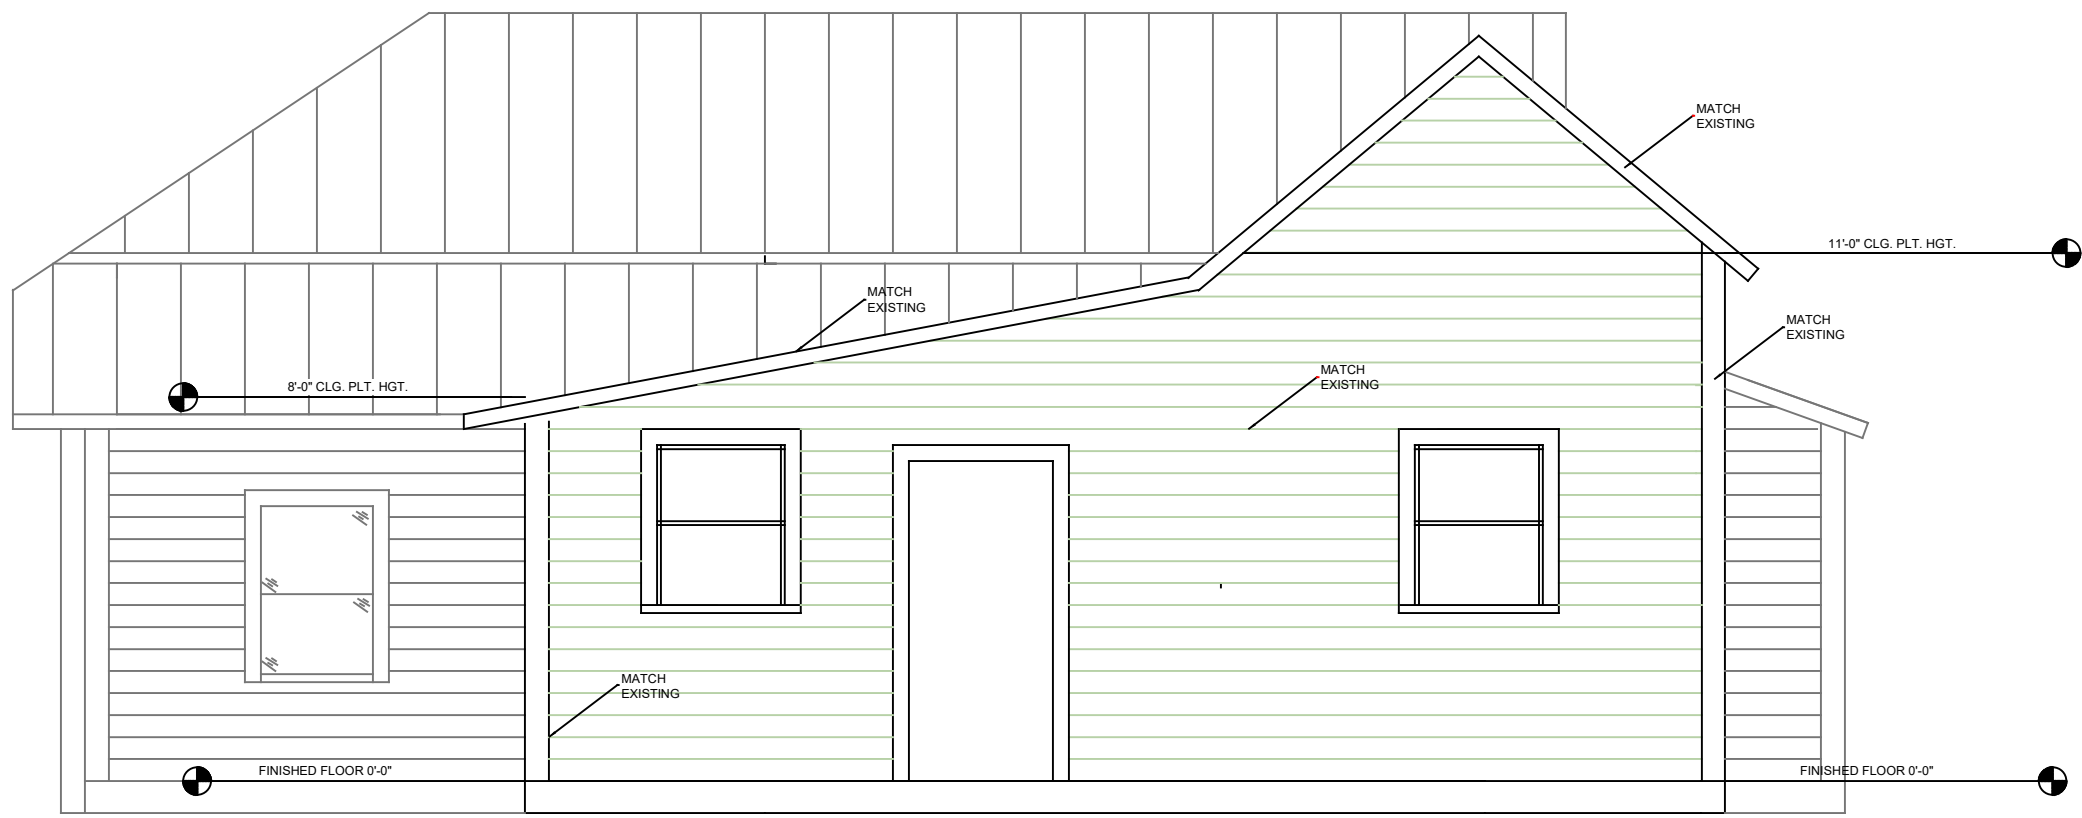 MATCH
EXISTING
11'-0" CLG. PLT. HGT.
MATCH
EXISTING
MATCH
EXISTING
8'-0" CLG. PLT. HGT.
MATCH
EXISTING
MATCH
EXISTING
FINISHED FLOOR 0'-0"
FINISHED FLOOR 0'-0"